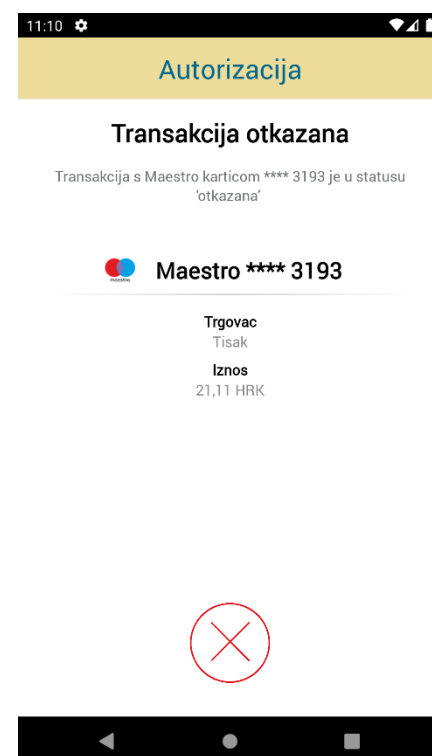 11:10
Autorizacija
Transakcija otkazana
Transakcija s Maestro karticom **** 3193 je u statusu
'otkazana'
maestro
Maestro **** 3193
Trgovac
Tisak
Iznos
21,11 HRK